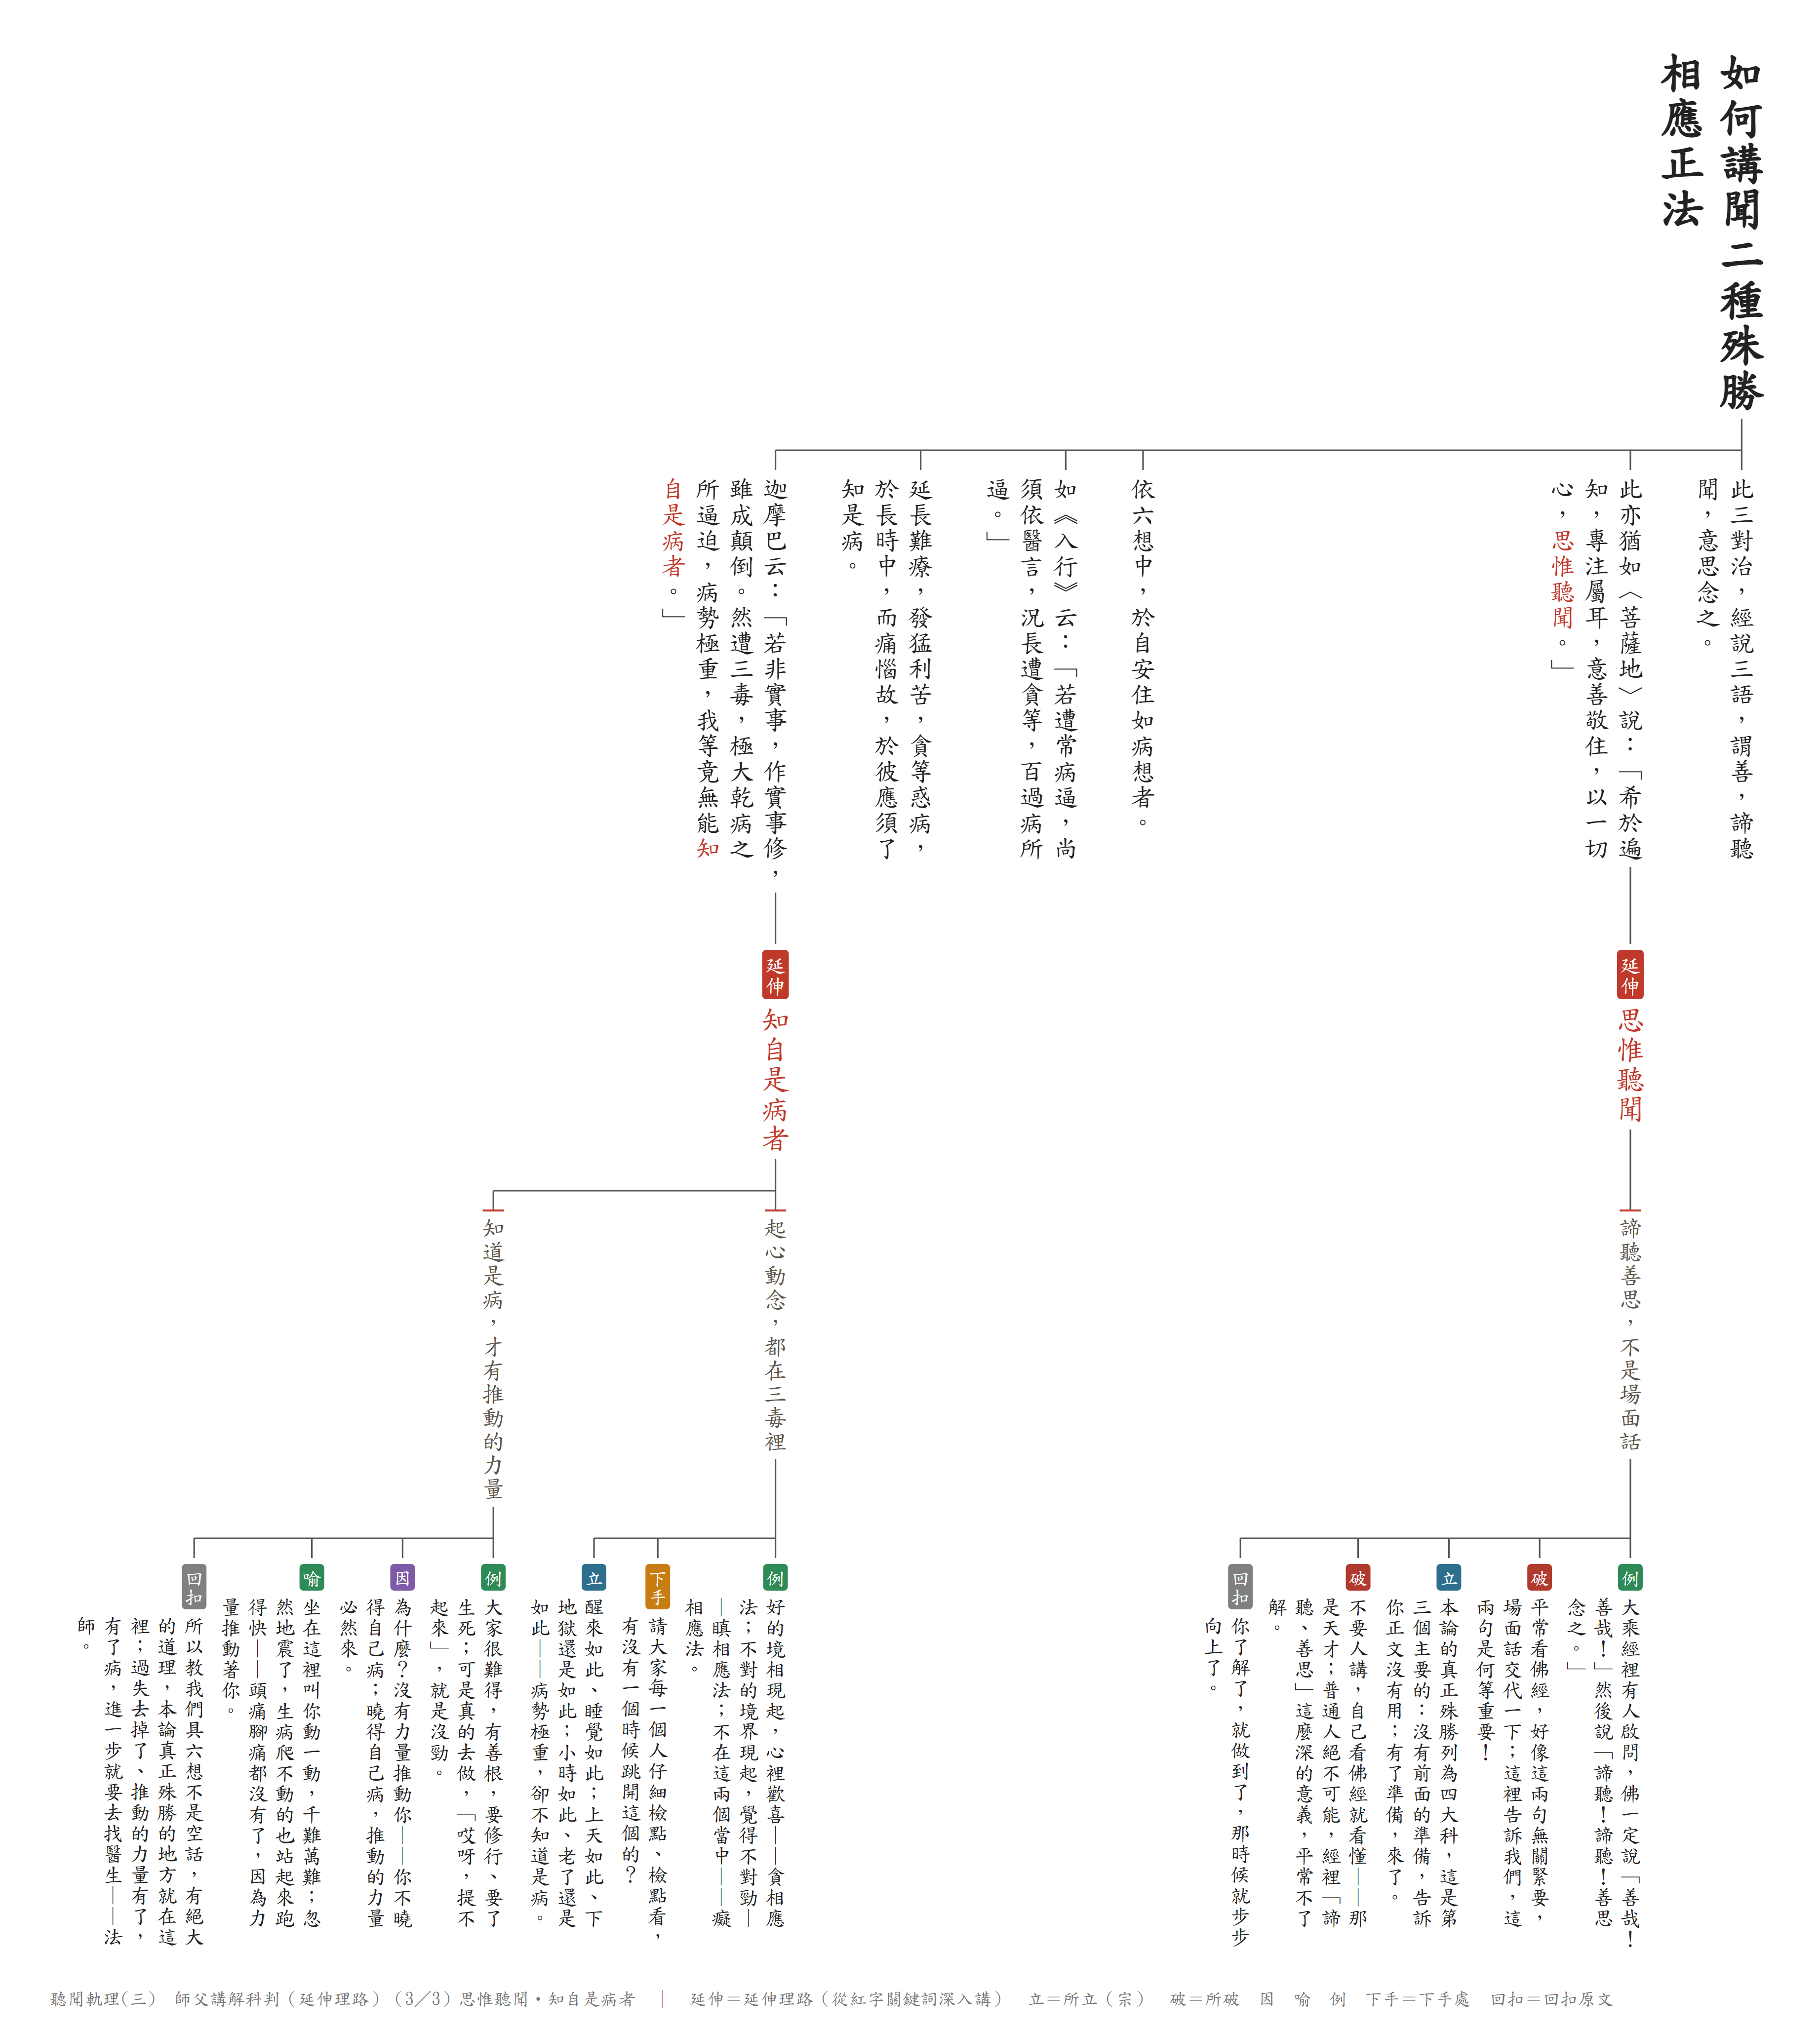 如何講聞二種殊勝
相應正法
此三對治，經說三語，謂善，諦聽
聞，意思念之。
此亦猶如〈菩薩地〉說：「希於遍
知，專注屬耳，意善敬住，以一切
心，思惟聽聞。」
依六想中，於自安住如病想者。
如《入行》云：「若遭常病逼，尚
須依醫言，況長遭貪等，百過病所
逼。」
延長難療，發猛利苦，貪等惑病，
於長時中，而痛惱故，於彼應須了
知是病。
迦摩巴云：「若非實事，作實事修，
雖成顛倒。然遭三毒，極大乾病之
所逼迫，病勢極重，我等竟無能知
自是病者。」
延伸
思惟聽聞
延伸
知自是病者
諦聽善思，不是場面話
起心動念，都在三毒裡
知道是病，才有推動的力量
例
大乘經裡有人啟問，佛一定說「善哉！
善哉！」然後說「諦聽！諦聽！善思
念之。」
破
平常看佛經，好像這兩句無關緊要，
場面話交代一下；這裡告訴我們，這
兩句是何等重要！
立
本論的真正殊勝列為四大科，這是第
三個主要的：沒有前面的準備，告訴
你正文沒有用；有了準備，來了。
破
不要人講，自己看佛經就看懂——那
是天才；普通人絕不可能，經裡「諦
聽、善思」這麼深的意義，平常不了
解。
回扣
你了解了，就做到了，那時候就步步
向上了。
例
好的境相現起，心裡歡喜——貪相應
法；不對的境界現起，覺得不對勁—
—瞋相應法；不在這兩個當中——癡
相應法。
下手
請大家每一個人仔細檢點、檢點看，
有沒有一個時候跳開這個的？
立
醒來如此、睡覺如此；上天如此、下
地獄還是如此；小時如此、老了還是
如此——病勢極重，卻不知道是病。
例
大家很難得，有善根，要修行、要了
生死；可是真的去做，「哎呀，提不
起來」，就是沒勁。
因
為什麼？沒有力量推動你——你不曉
得自己病；曉得自己病，推動的力量
必然來。
喻
坐在這裡叫你動一動，千難萬難；忽
然地震了，生病爬不動的也站起來跑
得快——頭痛腳痛都沒有了，因為力
量推動著你。
回扣
所以教我們具六想不是空話，有絕大
的道理，本論真正殊勝的地方就在這
裡；過失去掉了、推動的力量有了，
有了病，進一步就要去找醫生——法
師。
聽聞軌理(三)　師父講解科判（延伸理路）（3／3）思惟聽聞・知自是病者　｜　延伸＝延伸理路（從紅字關鍵詞深入講）　立＝所立（宗）　破＝所破　因　喻　例　下手＝下手處　回扣＝回扣原文